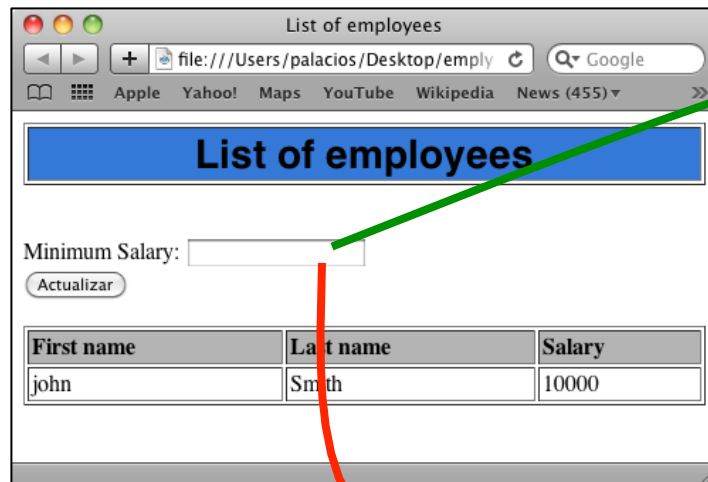 List of employees
file:///Users/palacios/Desktop/emply
Google
Apple Yahoo! Maps YouTube Wikipedia News (455)
List of employees
Minimum Salary:
Actualizar
First name Last name Salary
john Smith 10000